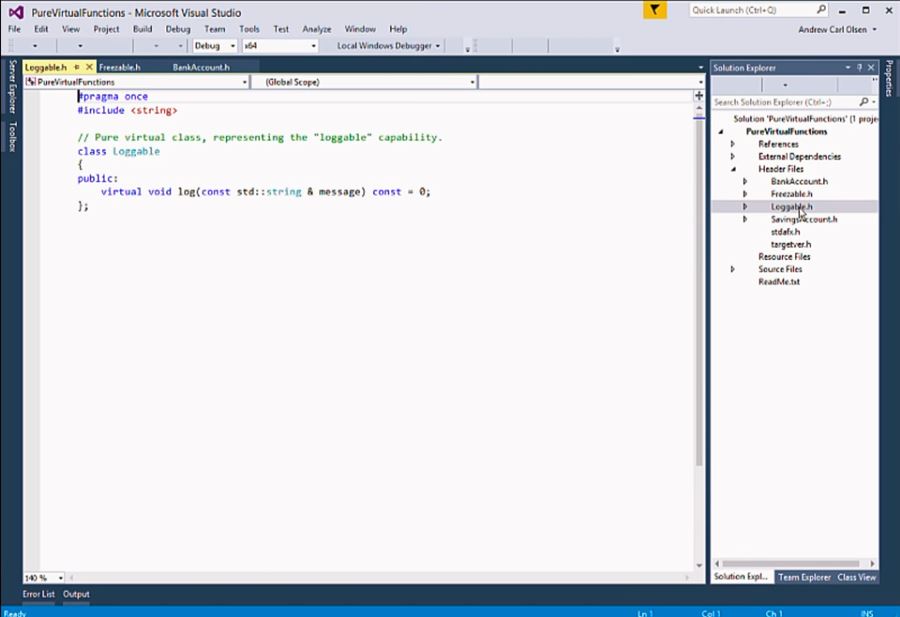 PureVirtualFunctions - Microsoft Visual Studio
Quick Launch (Ctrl+Q)
File Edit View Project Build Debug Team Tools Test Analyze Window Help
Andrew Carl Olsen
Debug x64 Local Windows Debugger
Server Explorer
Toolbox
Loggable.h Freezable.h BankAccount.h
PureVirtualFunctions (Global Scope)
#pragma once
#include <string>
// Pure virtual class, representing the "loggable" capability.
class Loggable
{
public:
virtual void log(const std::string & message) const = 0;
};
140 %
Solution Explorer
Search Solution Explorer (Ctrl+;)
Solution 'PureVirtualFunctions' (1 proje
PureVirtualFunctions
References
External Dependencies
Header Files
BankAccount.h
Freezable.h
Loggable.h
SavingsAccount.h
stdafx.h
targetver.h
Resource Files
Source Files
ReadMe.txt
Solution Expl... Team Explorer Class View
Properties
Error List Output
Ready Ln 1 Col 1 Ch 1 INS